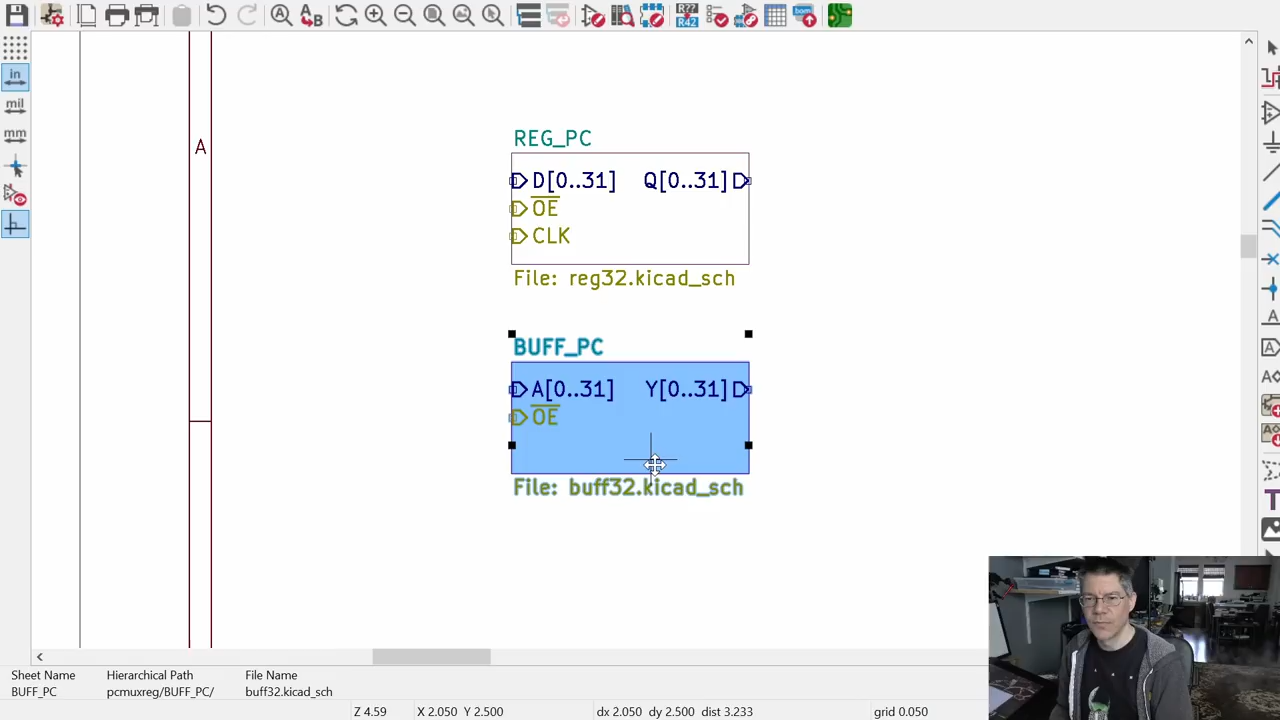 R??
R42
bom
in
mil
mm
A
REG_PC
D[0..31] Q[0..31]
OE
CLK
File: reg32.kicad_sch
BUFF_PC
A[0..31] Y[0..31]
OE
File: buff32.kicad_sch
Sheet Name Hierarchical Path File Name
BUFF_PC pcmuxreg/BUFF_PC/ buff32.kicad_sch
Z 4.59 X 2.050 Y 2.500 dx 2.050 dy 2.500 dist 3.233 grid 0.050